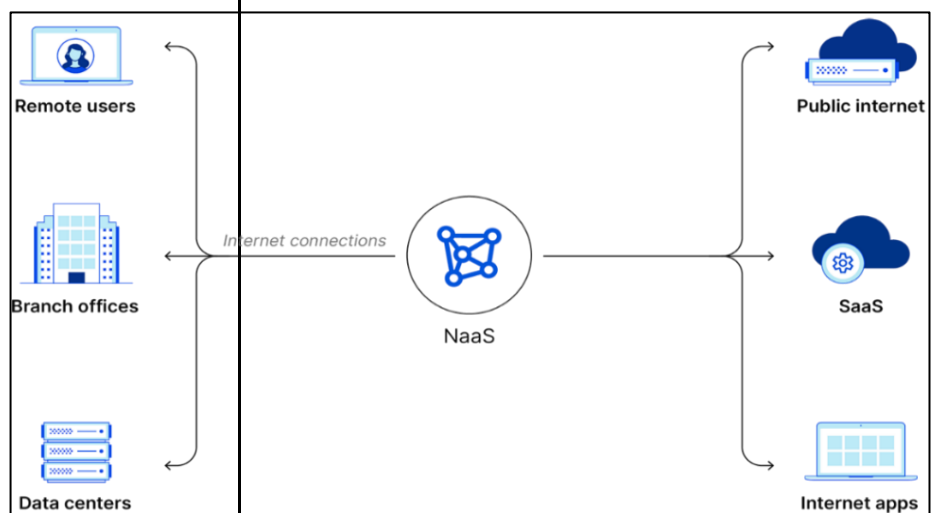 Remote users
Public internet
Internet connections
Branch offices
NaaS
SaaS
Data centers
Internet apps